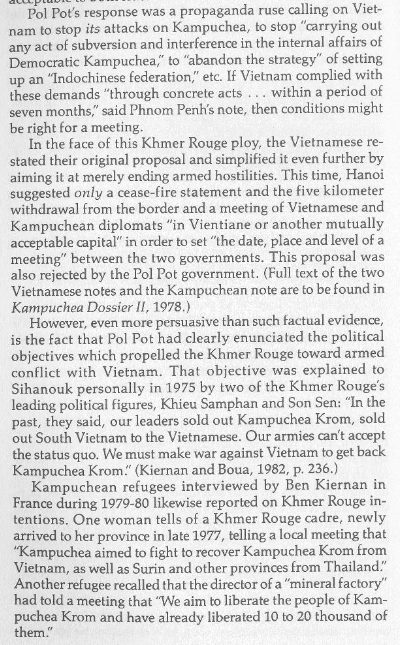 Pol Pot's response was a propaganda ruse calling on Viet-
nam to stop its attacks on Kampuchea, to stop "carrying out
any act of subversion and interference in the internal affairs of
Democratic Kampuchea," to "abandon the strategy" of setting
up an "Indochinese federation," etc. If Vietnam complied with
these demands "through concrete acts . . . within a period of
seven months," said Phnom Penh's note, then conditions might
be right for a meeting.
In the face of this Khmer Rouge ploy, the Vietnamese re-
stated their original proposal and simplified it even further by
aiming it at merely ending armed hostilities. This time, Hanoi
suggested only a cease-fire statement and the five kilometer
withdrawal from the border and a meeting of Vietnamese and
Kampuchean diplomats "in Vientiane or another mutually
acceptable capital" in order to set "the date, place and level of a
meeting" between the two governments. This proposal was
also rejected by the Pol Pot government. (Full text of the two
Vietnamese notes and the Kampuchean note are to be found in
Kampuchea Dossier II, 1978.)
However, even more persuasive than such factual evidence,
is the fact that Pol Pot had clearly enunciated the political
objectives which propelled the Khmer Rouge toward armed
conflict with Vietnam. That objective was explained to
Sihanouk personally in 1975 by two of the Khmer Rouge's
leading political figures, Khieu Samphan and Son Sen: "In the
past, they said, our leaders sold out Kampuchea Krom, sold
out South Vietnam to the Vietnamese. Our armies can't accept
the status quo. We must make war against Vietnam to get back
Kampuchea Krom." (Kiernan and Boua, 1982, p. 236.)
Kampuchean refugees interviewed by Ben Kiernan in
France during 1979-80 likewise reported on Khmer Rouge in-
tentions. One woman tells of a Khmer Rouge cadre, newly
arrived to her province in late 1977, telling a local meeting that
"Kampuchea aimed to fight to recover Kampuchea Krom from
Vietnam, as well as Surin and other provinces from Thailand."
Another refugee recalled that the director of a "mineral factory"
had told a meeting that "We aim to liberate the people of Kam-
puchea Krom and have already liberated 10 to 20 thousand of
them."